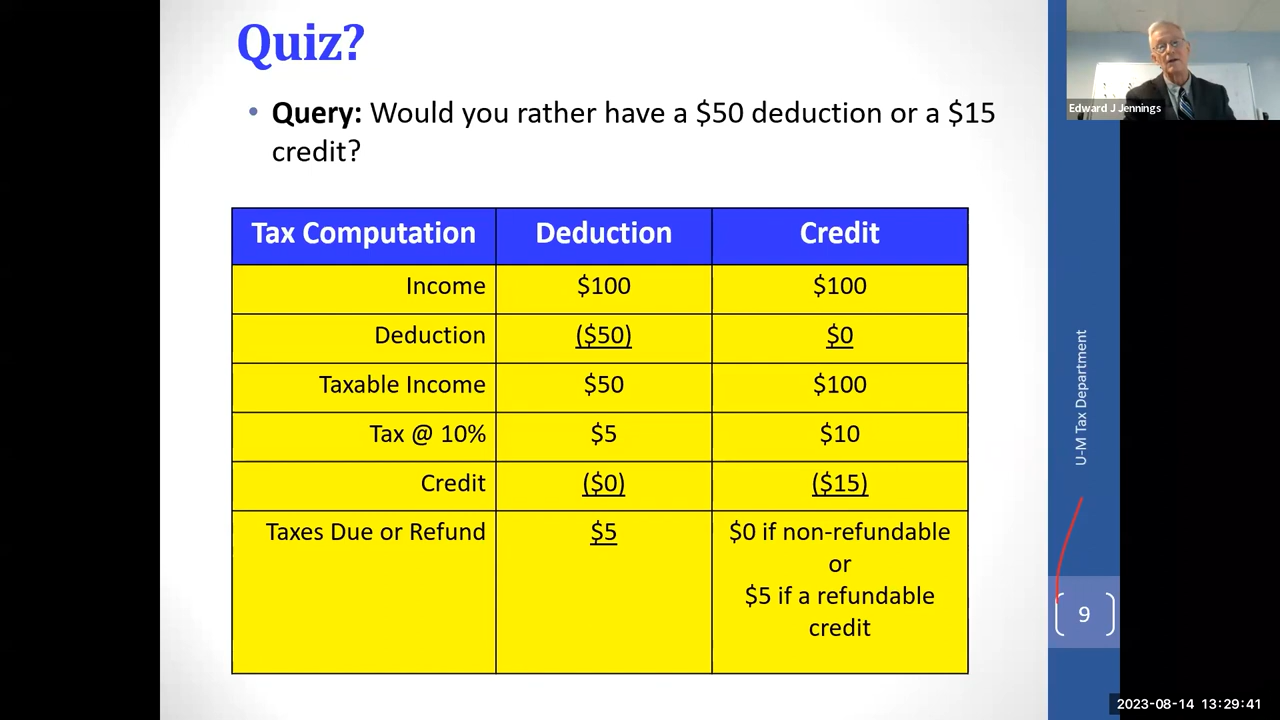 Quiz?
• Query: Would you rather have a $50 deduction or a $15
credit?
Edward J Jennings
Tax Computation Deduction Credit
Income $100 $100
Deduction ($50) $0
Taxable Income $50 $100
Tax @ 10% $5 $10
Credit ($0) ($15)
Taxes Due or Refund $5 $0 if non-refundable
or
$5 if a refundable
credit
U-M Tax Department
9
2023-08-14 13:29:41